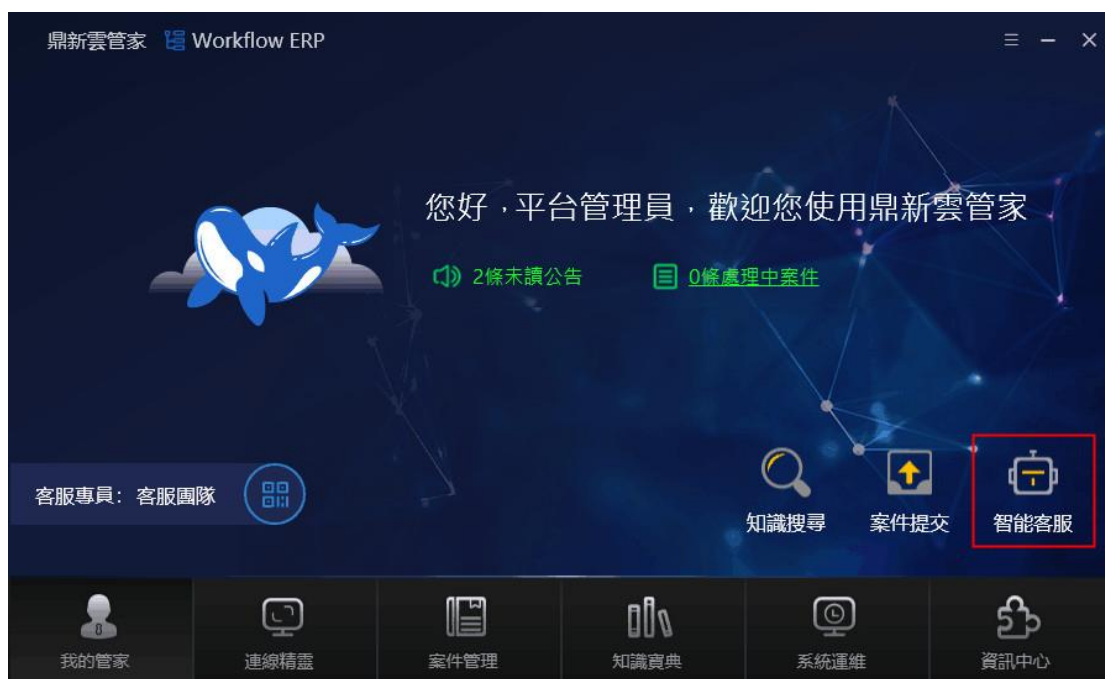 鼎新雲管家 Workflow ERP
您好，平台管理員，歡迎您使用鼎新雲管家
2條未讀公告 0條處理中案件
客服專員: 客服團隊
知識搜尋 案件提交 智能客服
我的管家 連線精靈 案件管理 知識寶典 系統運維 資訊中心